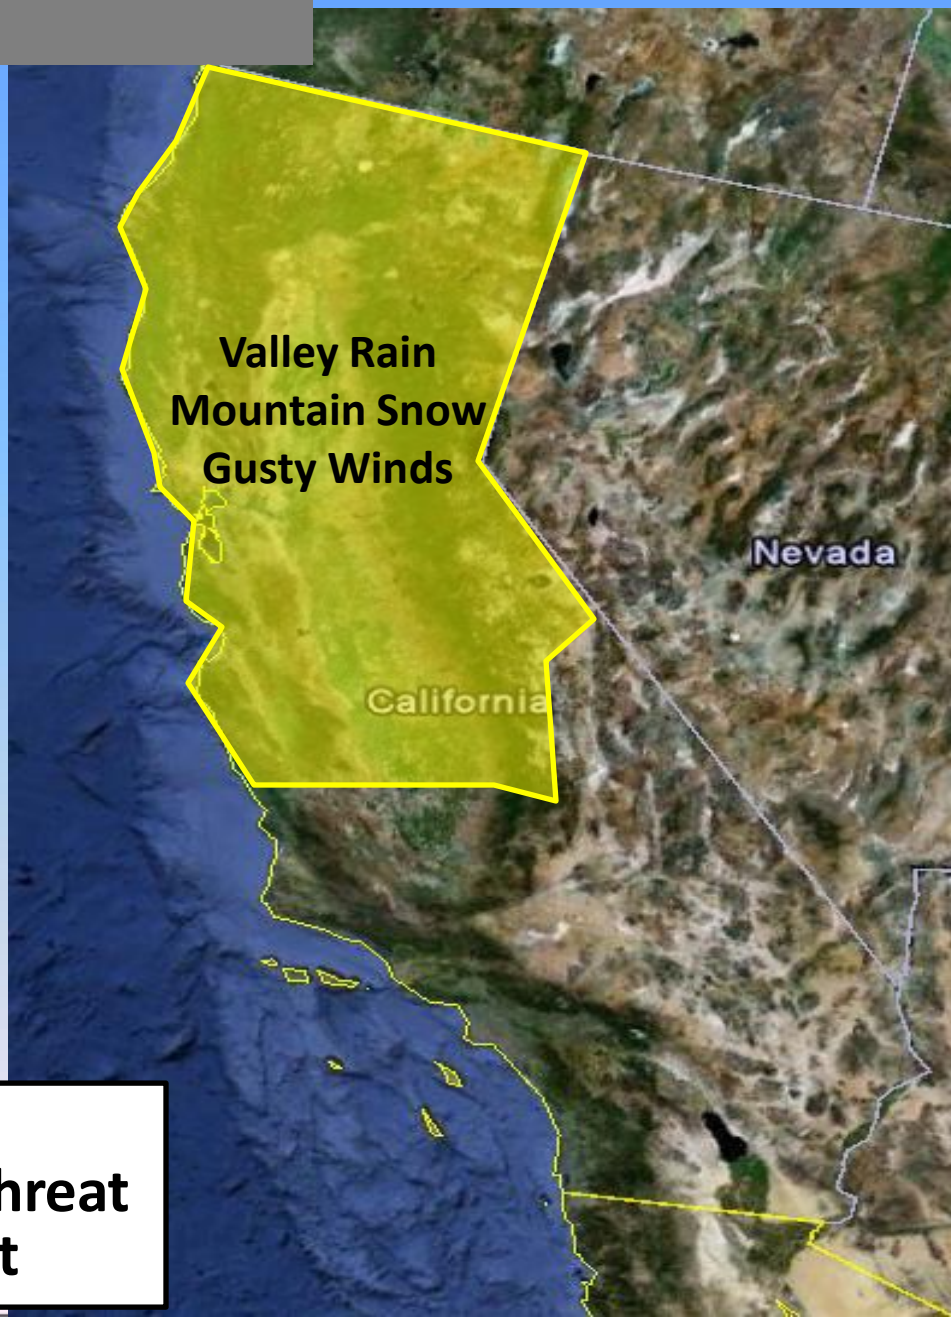 Valley Rain
Mountain Snow
Gusty Winds
Nevada
California
hreat
t